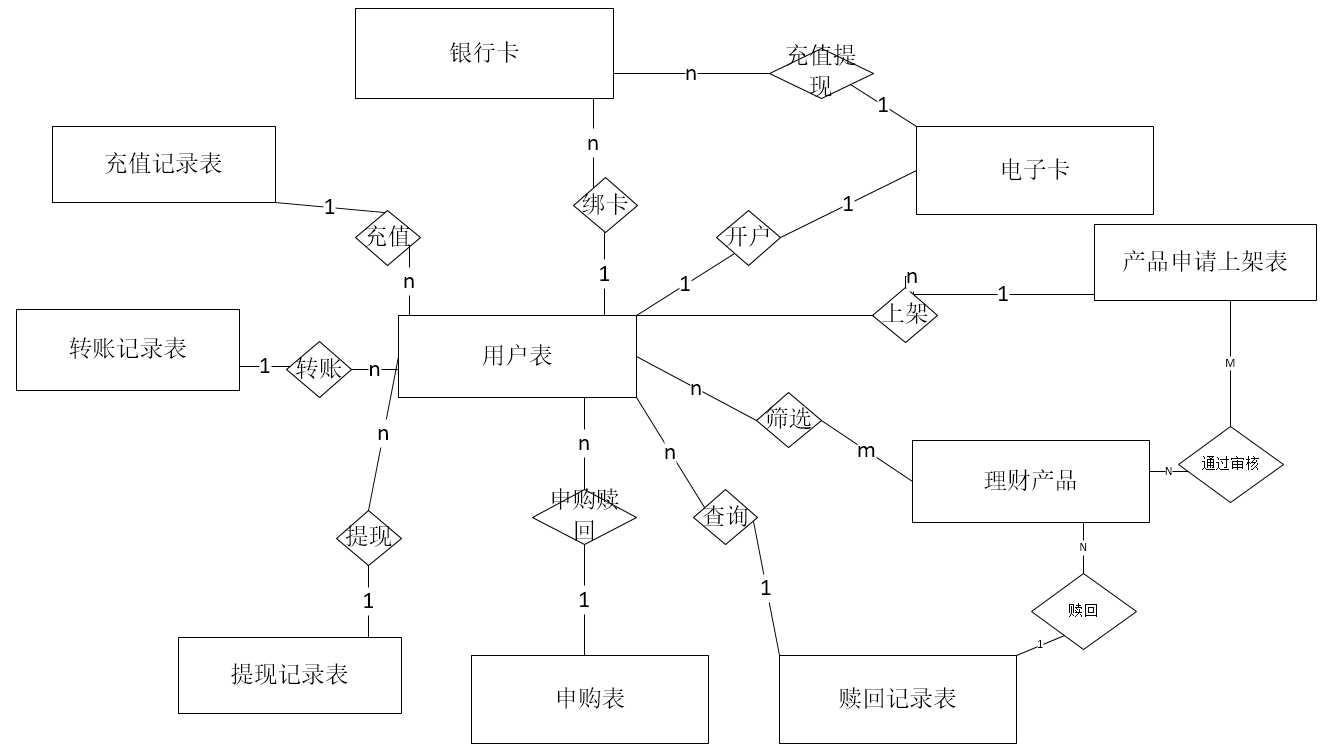 银行卡
n
充值提
现
1
充值记录表
1
充值
n
n
绑卡
1
电子卡
1
开户
1
产品申请上架表
n
1
上架
M
转账记录表
1
转账
n
用户表
n
筛选
m
理财产品
N
通过审核
n
提现
1
提现记录表
n
申购赎
回
1
申购表
n
查询
1
赎回记录表
N
赎回
1